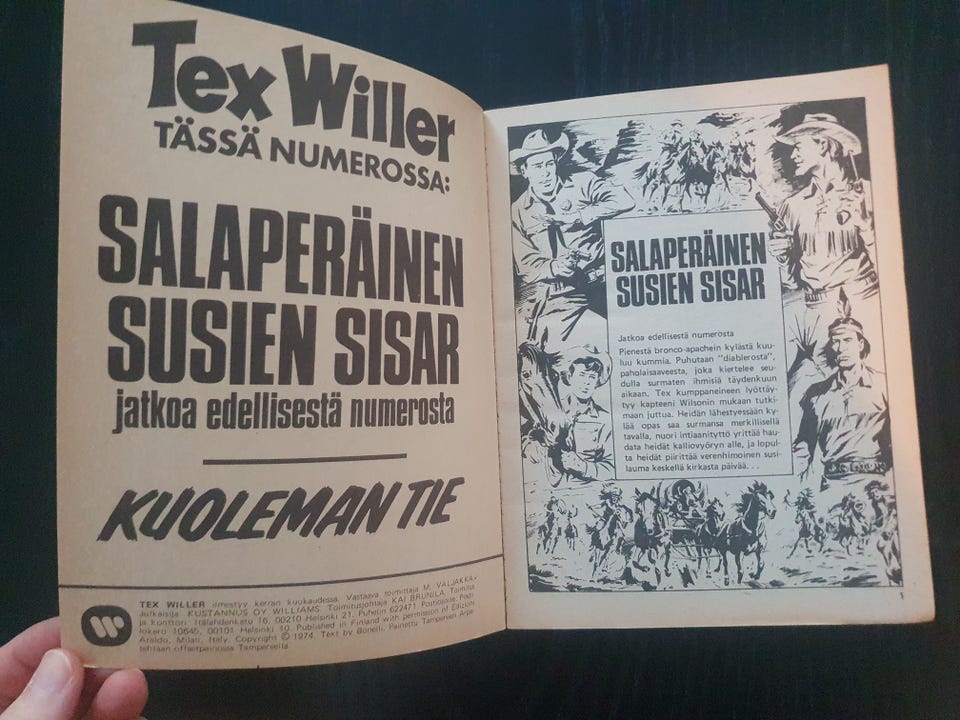 Tex Willer
TÄSSÄ NUMEROSSA:
SALAPERÄINEN
SUSIEN SISAR
jatkoa edellisestä numerosta
KUOLEMAN TIE
TEX WILLER ilmestyy kerran kuukaudessa. Vastaava toimittaja M. VALJAKKA.
Julkaisija KUSTANNUS OY WILLIAMS. Toimitusjohtaja KAI BRUNILA. Toimitus
ja konttori: Itälahdenkatu 16, 00210 Helsinki 21. Puhelin 622471. Postiosoite: Posti-
lokero 10645, 00101 Helsinki 10. Published in Finland with permission of Edizioni
Araldo, Milan, Italy. Copyright © 1974. Text by Bonelli. Painettu Tampereen Arpa-
tehtaan offsetpainossa Tampereella
SALAPERÄINEN
SUSIEN SISAR
Jatkoa edellisestä numerosta
Pienestä bronco-apachein kylästä kuu-
luu kummia. Puhutaan "diablerosta",
paholaisaaveesta, joka kiertelee seu-
dulla surmaten ihmisiä täydenkuun
aikaan. Tex kumppaneineen lyöttäy-
tyy kapteeni Wilsonin mukaan tutki-
maan juttua. Heidän lähestyessään ky-
lää opas saa surmansa merkillisellä
tavalla, nuori intiaanityttö yrittää hau-
data heidät kalliovyöryn alle, ja lopul-
ta heidät piirittää verenhimoinen susi-
lauma keskellä kirkasta päivää. . .
1